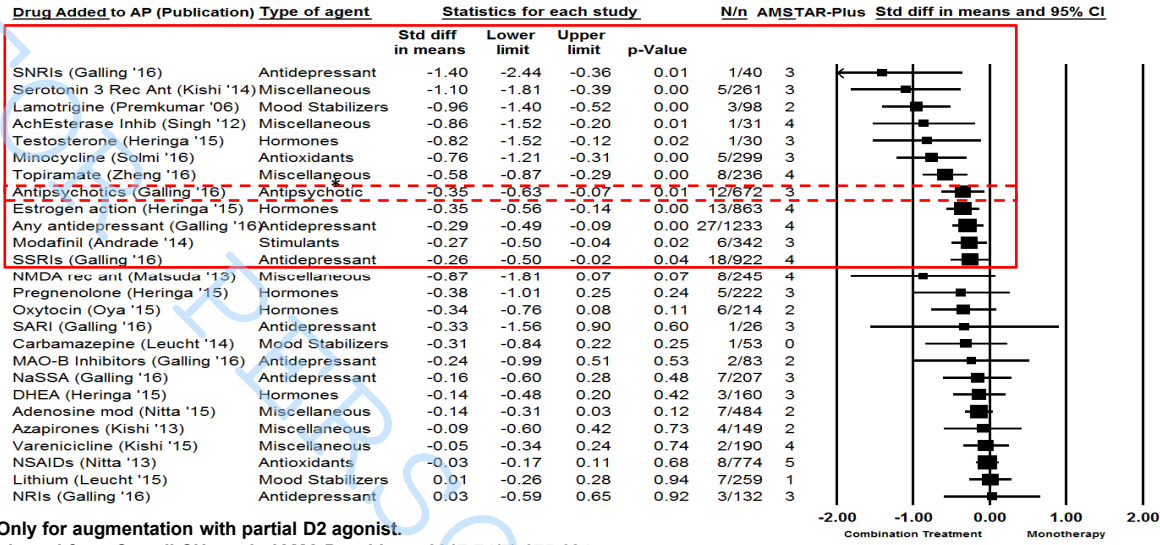 Drug Added to AP (Publication) Type of agent Statistics for each study N/n AMSTAR-Plus Std diff in means and 95% CI
Std diff in means Lower limit Upper limit p-Value
SNRIs (Galling '16) Antidepressant -1.40 -2.44 -0.36 0.01 1/40 3
Serotonin 3 Rec Ant (Kishi '14) Miscellaneous -1.10 -1.81 -0.39 0.00 5/261 3
Lamotrigine (Premkumar '06) Mood Stabilizers -0.96 -1.40 -0.52 0.00 3/98 2
AchEsterase Inhib (Singh '12) Miscellaneous -0.86 -1.52 -0.20 0.01 1/31 4
Testosterone (Heringa '15) Hormones -0.82 -1.52 -0.12 0.02 1/30 3
Minocycline (Solmi '16) Antioxidants -0.76 -1.21 -0.31 0.00 5/299 3
Topiramate (Zheng '16) Miscellaneous -0.58 -0.87 -0.29 0.00 8/236 4
Antipsychotics (Galling '16) Antipsychotic * -0.35 -0.63 -0.07 0.01 12/672 3
Estrogen action (Heringa '15) Hormones -0.35 -0.56 -0.14 0.00 13/863 4
Any antidepressant (Galling '16) Antidepressant -0.29 -0.49 -0.09 0.00 27/1233 4
Modafinil (Andrade '14) Stimulants -0.27 -0.50 -0.04 0.02 6/342 3
SSRIs (Galling '16) Antidepressant -0.26 -0.50 -0.02 0.04 18/922 4
NMDA rec ant (Matsuda '13) Miscellaneous -0.87 -1.81 0.07 0.07 8/245 4
Pregnenolone (Heringa '15) Hormones -0.38 -1.01 0.25 0.24 5/222 3
Oxytocin (Oya '15) Hormones -0.34 -0.76 0.08 0.11 6/214 2
SARI (Galling '16) Antidepressant -0.33 -1.56 0.90 0.60 1/26 3
Carbamazepine (Leucht '14) Mood Stabilizers -0.31 -0.84 0.22 0.25 1/53 0
MAO-B Inhibitors (Galling '16) Antidepressant -0.24 -0.99 0.51 0.53 2/83 2
NaSSA (Galling '16) Antidepressant -0.16 -0.60 0.28 0.48 7/207 3
DHEA (Heringa '15) Hormones -0.14 -0.48 0.20 0.42 3/160 3
Adenosine mod (Nitta '15) Miscellaneous -0.14 -0.31 0.03 0.12 7/484 2
Azapirones (Kishi '13) Miscellaneous -0.09 -0.60 0.42 0.73 4/149 2
Varenicicline (Kishi '15) Miscellaneous -0.05 -0.34 0.24 0.74 2/190 4
NSAIDs (Nitta '13) Antioxidants -0.03 -0.17 0.11 0.68 8/774 5
Lithium (Leucht '15) Mood Stabilizers 0.01 -0.26 0.28 0.94 7/259 1
NRIs (Galling '16) Antidepressant 0.03 -0.59 0.65 0.92 3/132 3
-2.00 -1.00 0.00 1.00 2.00
Combination Treatment Monotherapy
Only for augmentation with partial D2 agonist.